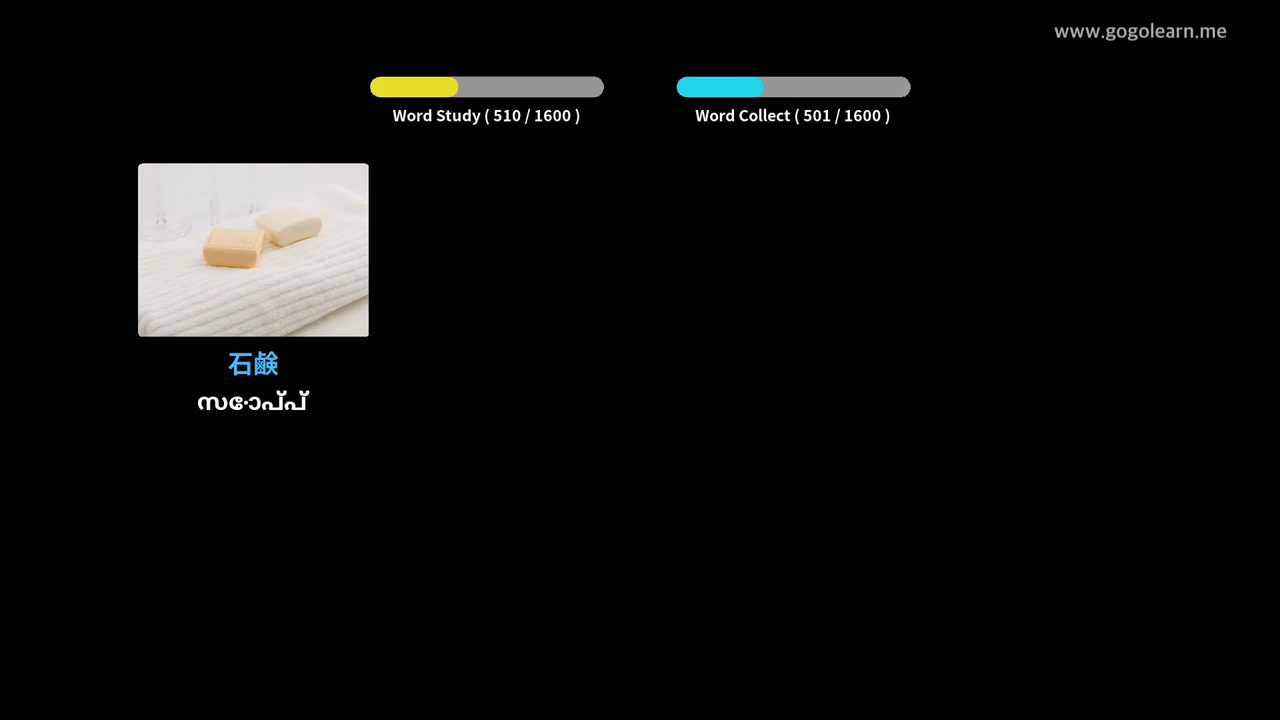 www.gogolearn.me
Word Study ( 510 / 1600 )
Word Collect ( 501 / 1600 )
石鹸
സോപ്പ്